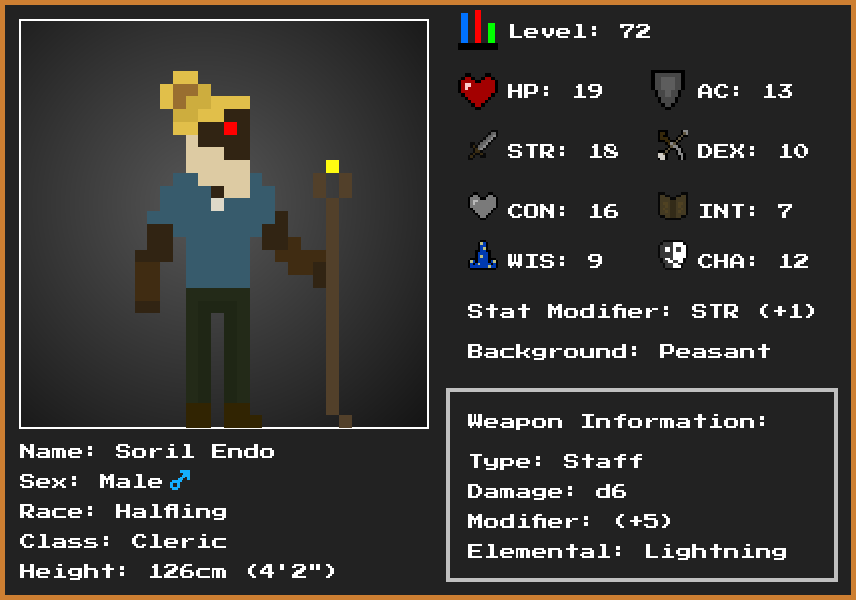 Level: 72
HP: 19
AC: 13
STR: 18
DEX: 10
CON: 16
INT: 7
WIS: 9
CHA: 12
Stat Modifier: STR (+1)
Background: Peasant
Weapon Information:
Type: Staff
Damage: d6
Modifier: (+5)
Elemental: Lightning
Name: Soril Endo
Sex: Male ♂
Race: Halfling
Class: Cleric
Height: 126cm (4'2")